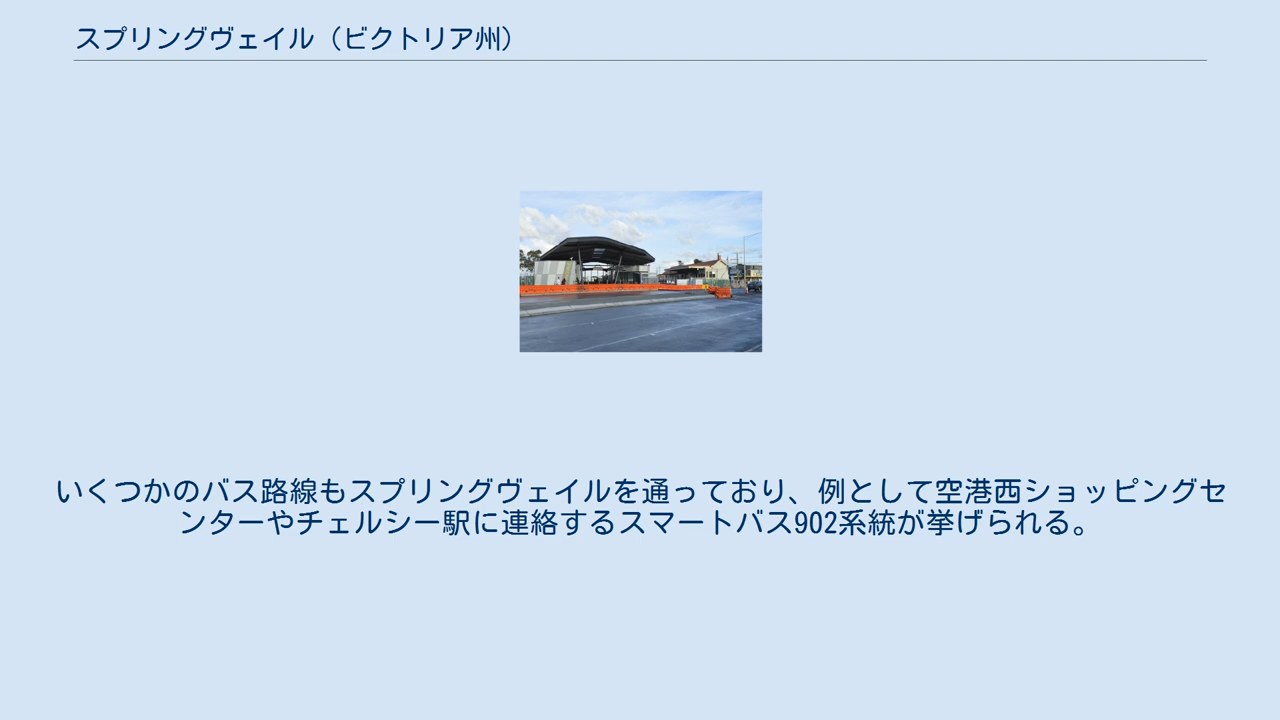 スプリングヴェイル（ビクトリア州）
いくつかのバス路線もスプリングヴェイルを通っており、例として空港西ショッピングセ
ンターやチェルシー駅に連絡するスマートバス902系統が挙げられる。